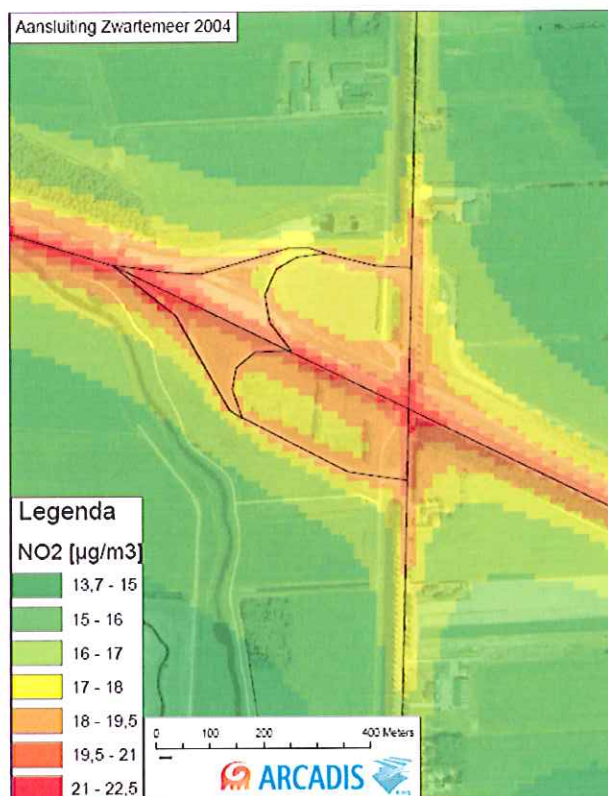 Aansluiting Zwartemeer 2004
Legenda
NO2 [µg/m3]
13,7 - 15
15 - 16
16 - 17
17 - 18
18 - 19,5
19,5 - 21
21 - 22,5
0 100 200 400 Meters
ARCADIS